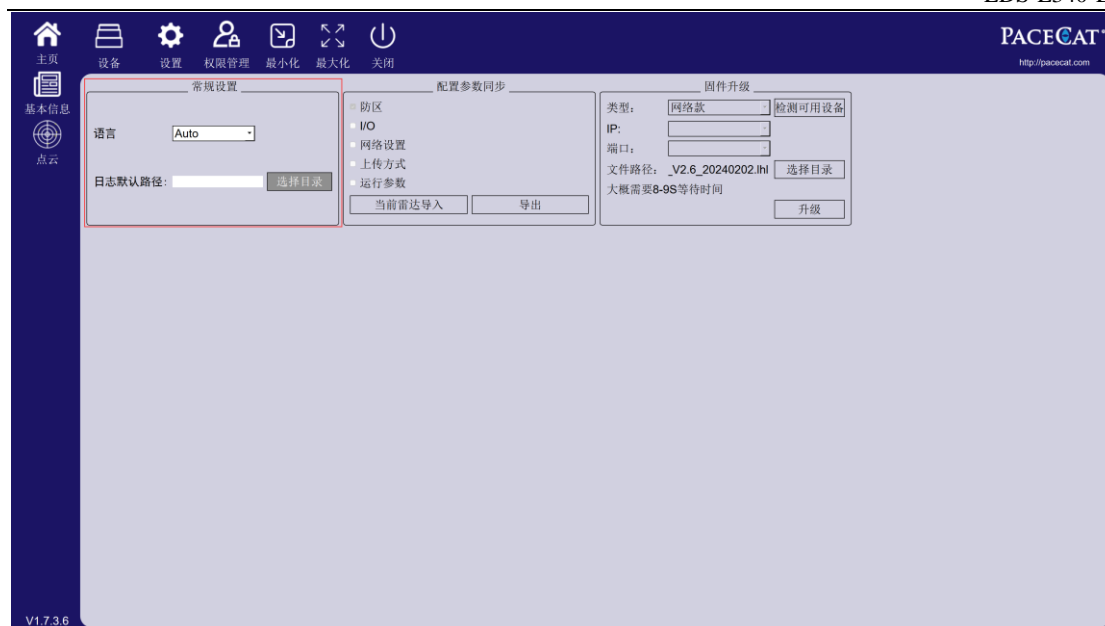 主页
设备
设置
权限管理
最小化
最大化
关闭
PACECAT
http://pacecat.com
基本信息
点云
常规设置
语言
Auto
日志默认路径:
选择目录
配置参数同步
防区
I/O
网络设置
上传方式
运行参数
当前雷达导入
导出
固件升级
类型:
网络款
检测可用设备
IP:
端口:
文件路径:
_V2.6_20240202.lhl
选择目录
大概需要8-9S等待时间
升级
V1.7.3.6